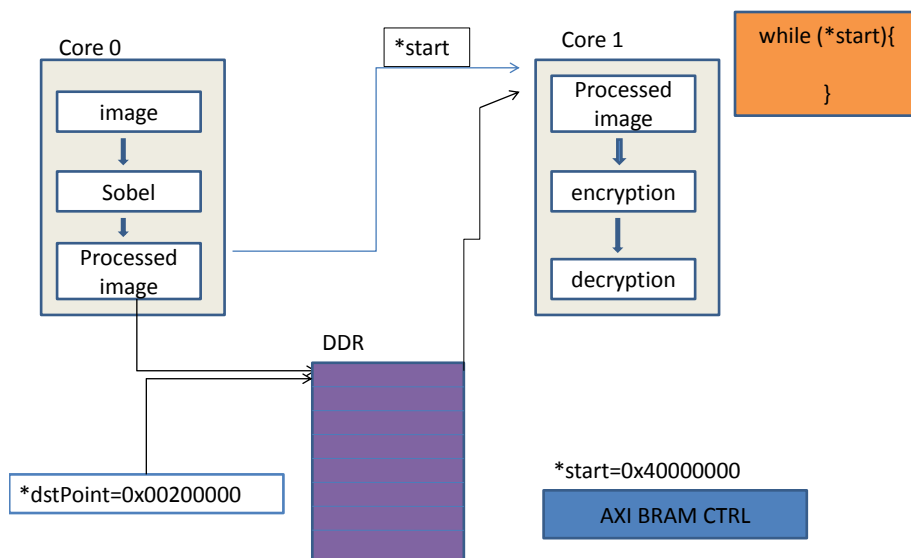 Core 0
image
Sobel
Processed
image
*start
Core 1
Processed
image
encryption
decryption
while (*start){
}
DDR
*dstPoint=0x00200000
*start=0x40000000
AXI BRAM CTRL